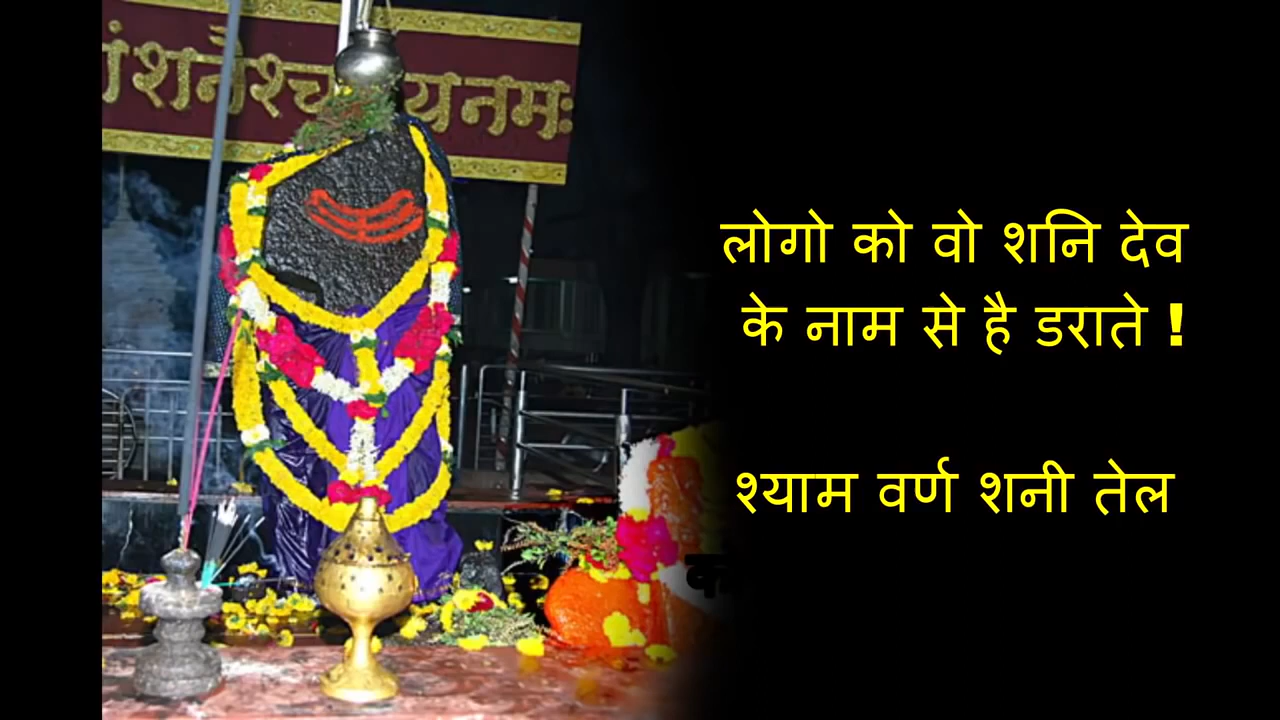 शनैश्च यनमः
लोगो को वो शनि देव
के नाम से है डराते !
श्याम वर्ण शनी तेल